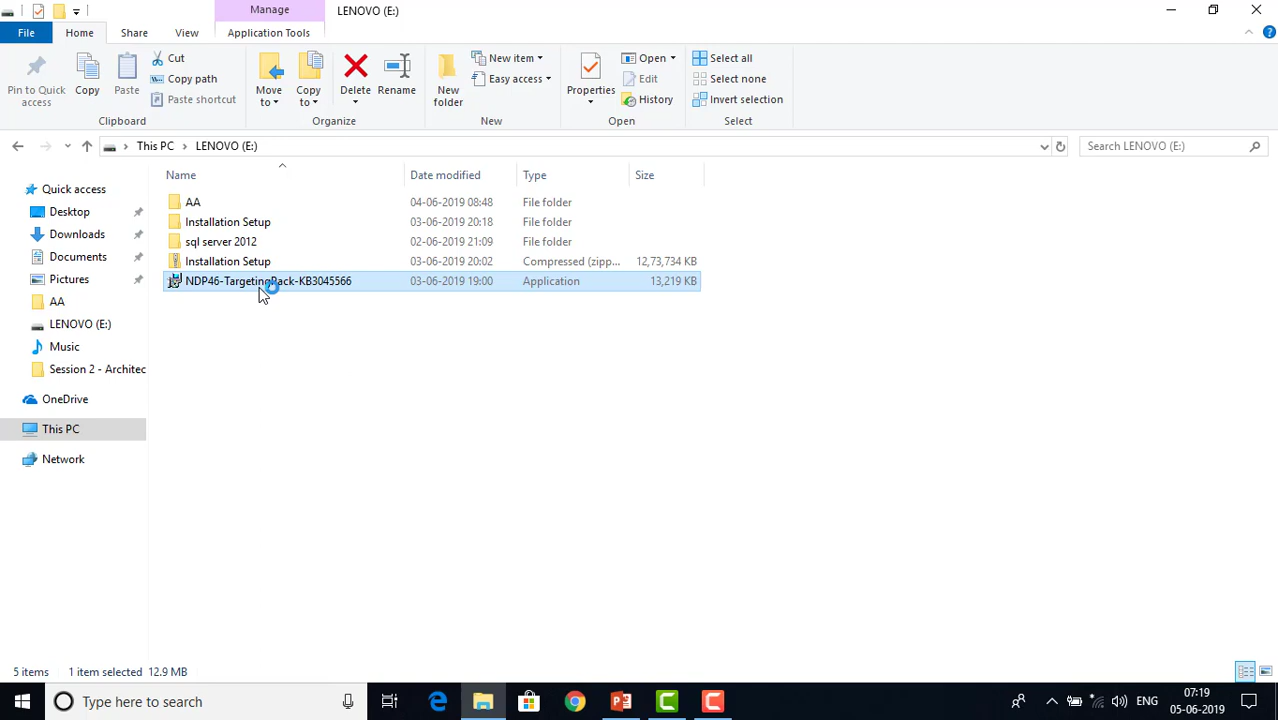 Manage
LENOVO (E:)
File
Home
Share
View
Application Tools
Pin to Quick access
Copy
Paste
Cut
Copy path
Paste shortcut
Clipboard
Move to
Copy to
Delete
Rename
Organize
New folder
New item
Easy access
New
Properties
Open
Edit
History
Open
Select all
Select none
Invert selection
Select
This PC
LENOVO (E:)
Search LENOVO (E:)
Name
Date modified
Type
Size
Quick access
Desktop
Downloads
Documents
Pictures
AA
LENOVO (E:)
Music
Session 2 - Architec
OneDrive
This PC
Network
AA 04-06-2019 08:48 File folder
Installation Setup 03-06-2019 20:18 File folder
sql server 2012 02-06-2019 21:09 File folder
Installation Setup 03-06-2019 20:02 Compressed (zipp... 12,73,734 KB
NDP46-TargetingPack-KB3045566 03-06-2019 19:00 Application 13,219 KB
5 items 1 item selected 12.9 MB
Type here to search
ENG
07:19
05-06-2019